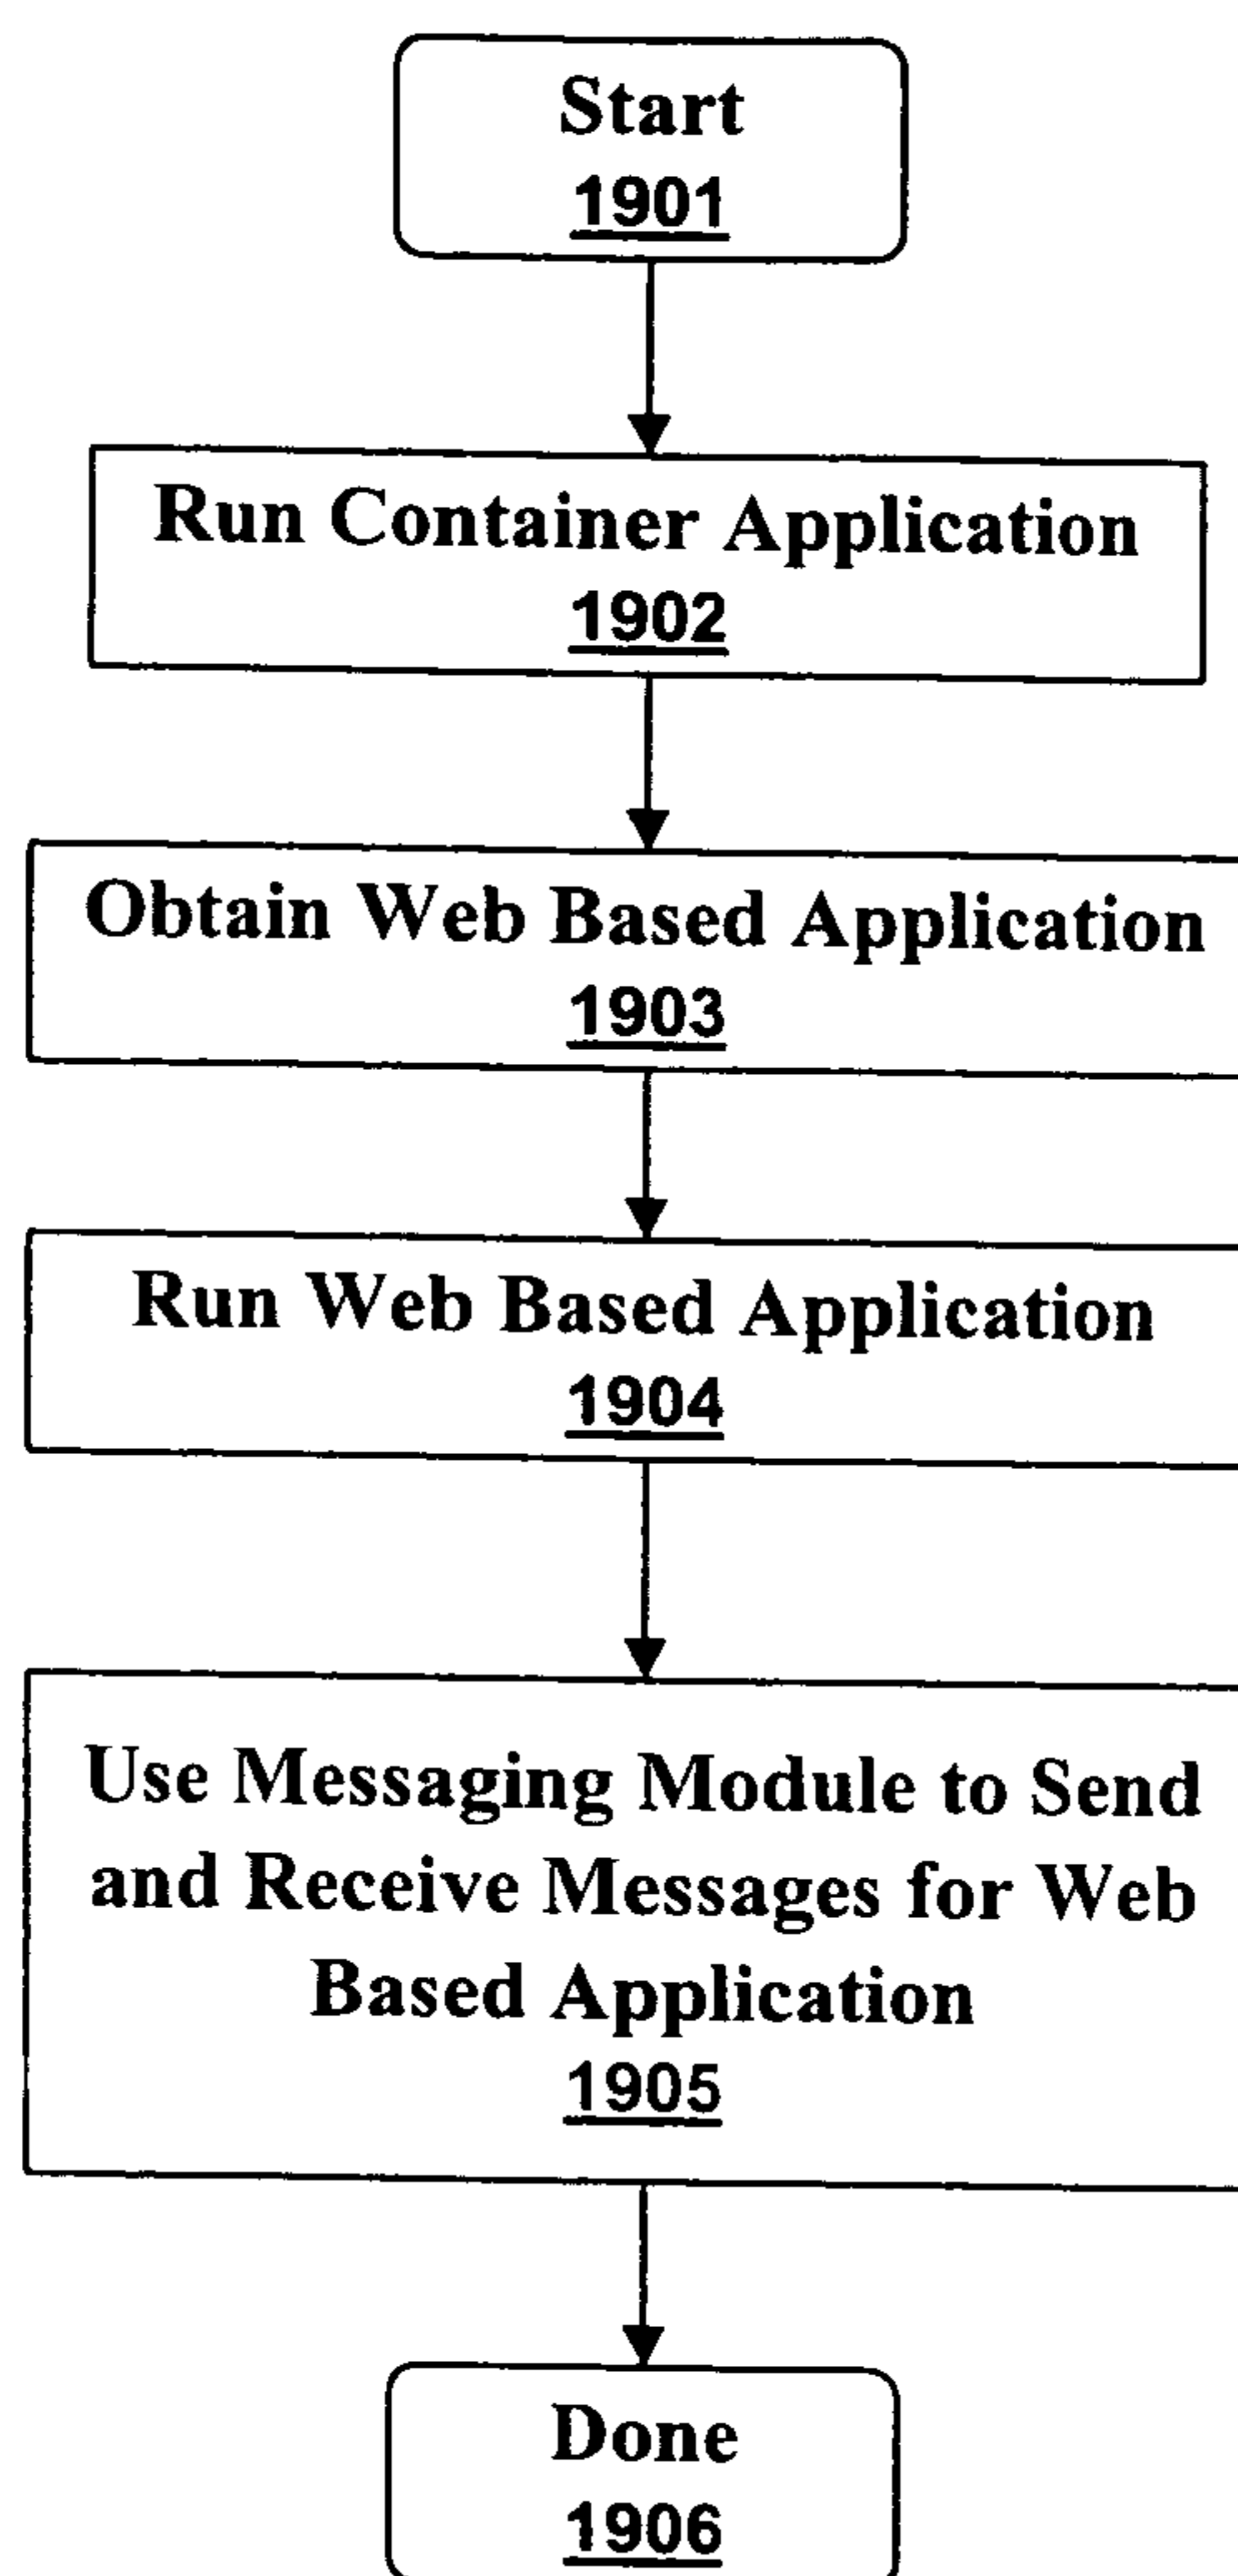 Start
1901
Run Container Application
1902
Obtain Web Based Application
1903
Run Web Based Application
1904
Use Messaging Module to Send
and Receive Messages for Web
Based Application
1905
Done
1906